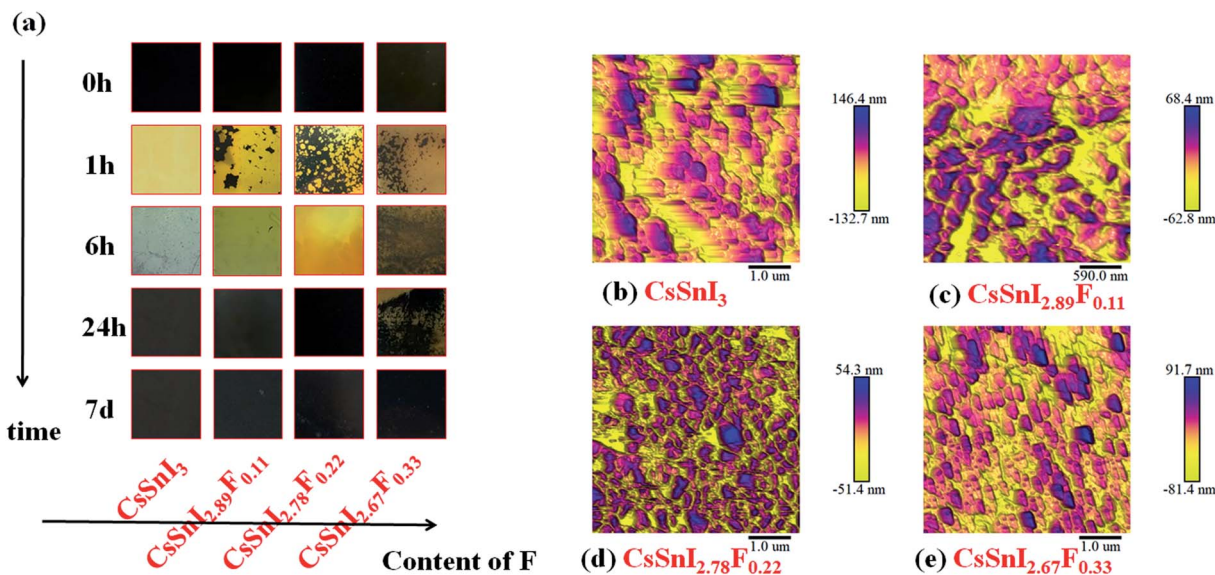 (a)
0h
1h
6h
24h
7d
time
CsSnI3
CsSnI2.89F0.11
CsSnI2.78F0.22
CsSnI2.67F0.33
Content of F
146.4 nm
-132.7 nm
1.0 um
(b) CsSnI3
68.4 nm
-62.8 nm
590.0 nm
(c) CsSnI2.89F0.11
54.3 nm
-51.4 nm
1.0 um
(d) CsSnI2.78F0.22
91.7 nm
-81.4 nm
1.0 um
(e) CsSnI2.67F0.33